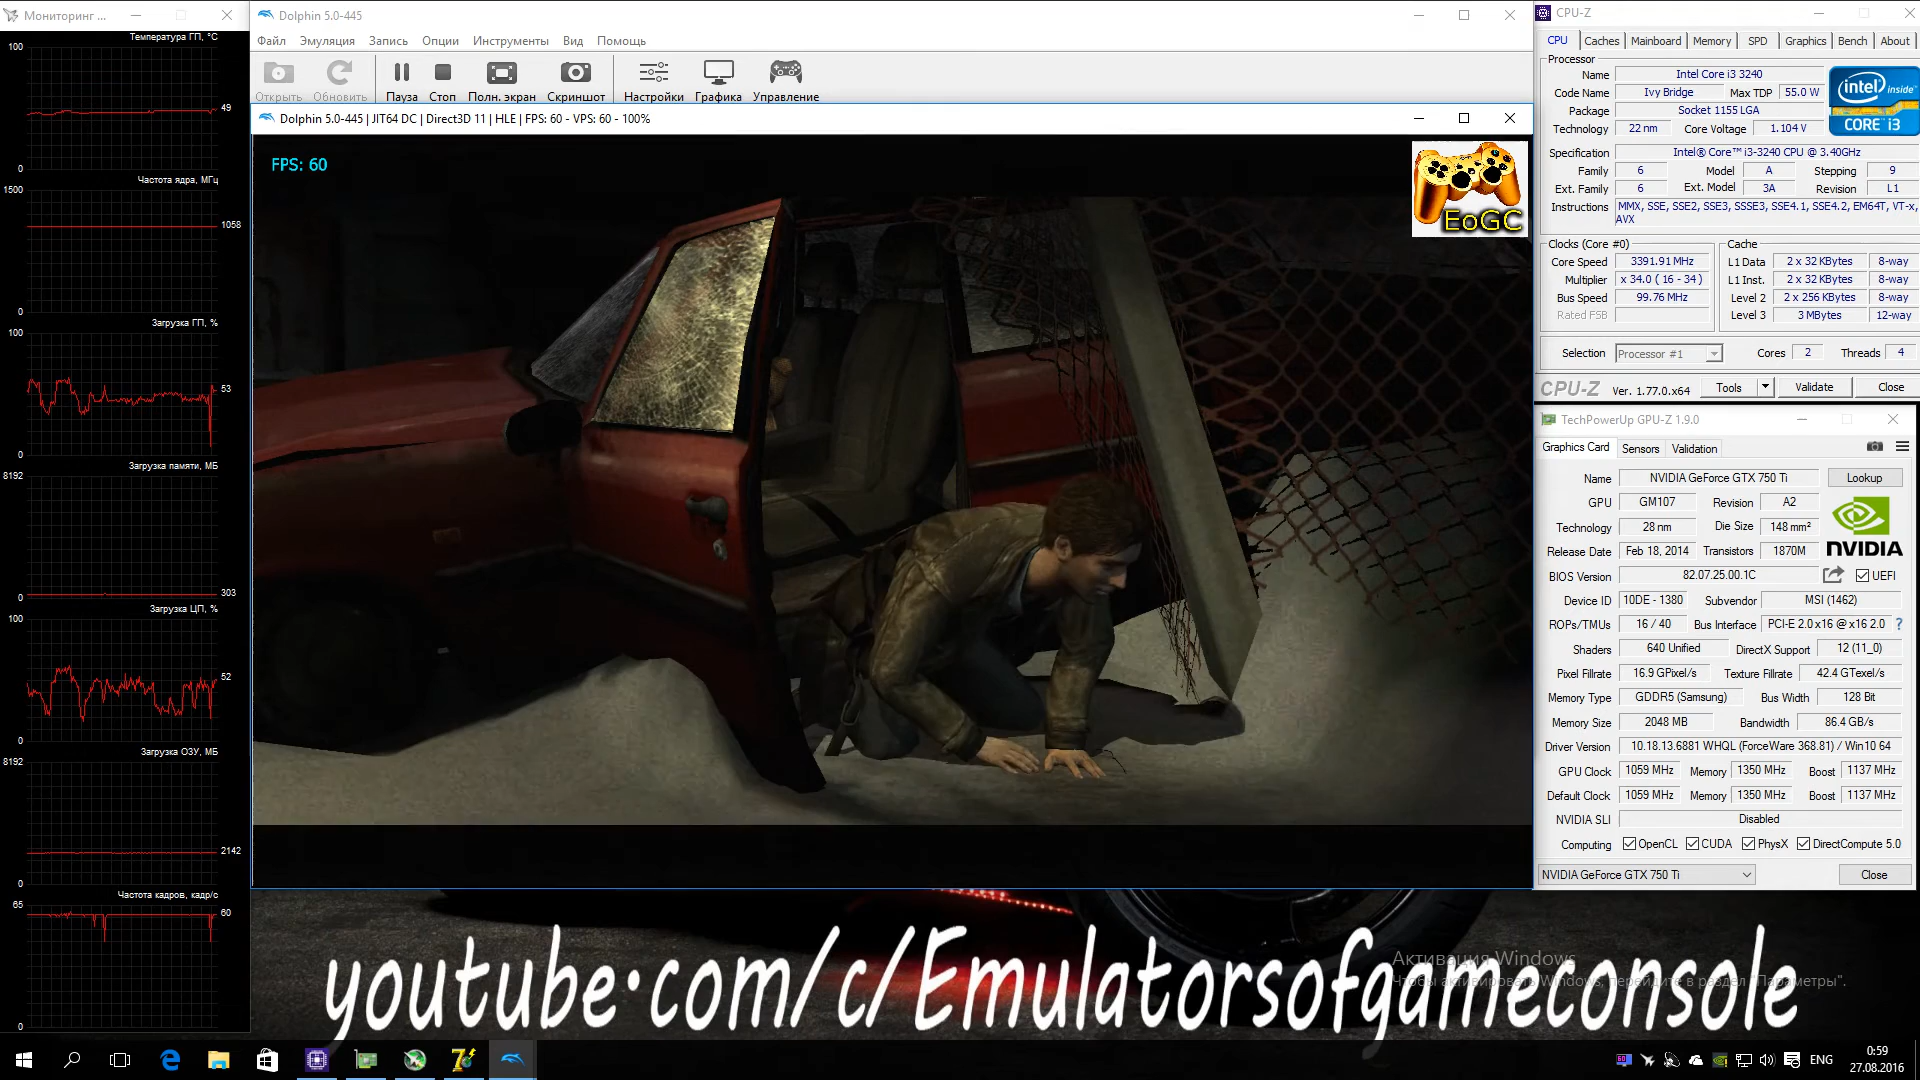 Мониторинг ...
Температура ГП, °C
100
49
0
Частота ядра, МГц
1500
1058
0
Загрузка ГП, %
100
53
0
Загрузка памяти, МБ
8192
303
0
Загрузка ЦП, %
100
52
0
Загрузка ОЗУ, МБ
8192
2142
0
Частота кадров, кадр/с
65
60
0
Dolphin 5.0-445
Файл Эмуляция Запись Опции Инструменты Вид Помощь
Открыть Обновить Пауза Стоп Полн. экран Скриншот Настройки Графика Управление
Dolphin 5.0-445 | JIT64 DC | Direct3D 11 | HLE | FPS: 60 - VPS: 60 - 100%
FPS: 60
EoGC
CPU-Z
CPU Caches Mainboard Memory SPD Graphics Bench About
Processor
Name Intel Core i3 3240
Code Name Ivy Bridge Max TDP 55.0 W
Package Socket 1155 LGA
Technology 22 nm Core Voltage 1.104 V
intel inside™
CORE i3
Specification Intel® Core™ i3-3240 CPU @ 3.40GHz
Family 6 Model A Stepping 9
Ext. Family 6 Ext. Model 3A Revision L1
Instructions MMX, SSE, SSE2, SSE3, SSSE3, SSE4.1, SSE4.2, EM64T, VT-x,
AVX
Clocks (Core #0) Cache
Core Speed 3391.91 MHz L1 Data 2 x 32 KBytes 8-way
Multiplier x 34.0 ( 16 - 34 ) L1 Inst. 2 x 32 KBytes 8-way
Bus Speed 99.76 MHz Level 2 2 x 256 KBytes 8-way
Rated FSB Level 3 3 MBytes 12-way
Selection Processor #1 Cores 2 Threads 4
CPU-Z Ver. 1.77.0.x64 Tools Validate Close
TechPowerUp GPU-Z 1.9.0
Graphics Card Sensors Validation
Name NVIDIA GeForce GTX 750 Ti Lookup
GPU GM107 Revision A2
Technology 28 nm Die Size 148 mm²
Release Date Feb 18, 2014 Transistors 1870M
NVIDIA
BIOS Version 82.07.25.00.1C UEFI
Device ID 10DE - 1380 Subvendor MSI (1462)
ROPs/TMUs 16 / 40 Bus Interface PCI-E 2.0 x16 @ x16 2.0 ?
Shaders 640 Unified DirectX Support 12 (11_0)
Pixel Fillrate 16.9 GPixel/s Texture Fillrate 42.4 GTexel/s
Memory Type GDDR5 (Samsung) Bus Width 128 Bit
Memory Size 2048 MB Bandwidth 86.4 GB/s
Driver Version 10.18.13.6881 WHQL (ForceWare 368.81) / Win10 64
GPU Clock 1059 MHz Memory 1350 MHz Boost 1137 MHz
Default Clock 1059 MHz Memory 1350 MHz Boost 1137 MHz
NVIDIA SLI Disabled
Computing OpenCL CUDA PhysX DirectCompute 5.0
NVIDIA GeForce GTX 750 Ti Close
youtube.com/c/Emulatorsofgameconsole
Активация Windows
Чтобы активировать Windows, перейдите в раздел "Параметры".
ENG
0:59
27.08.2016